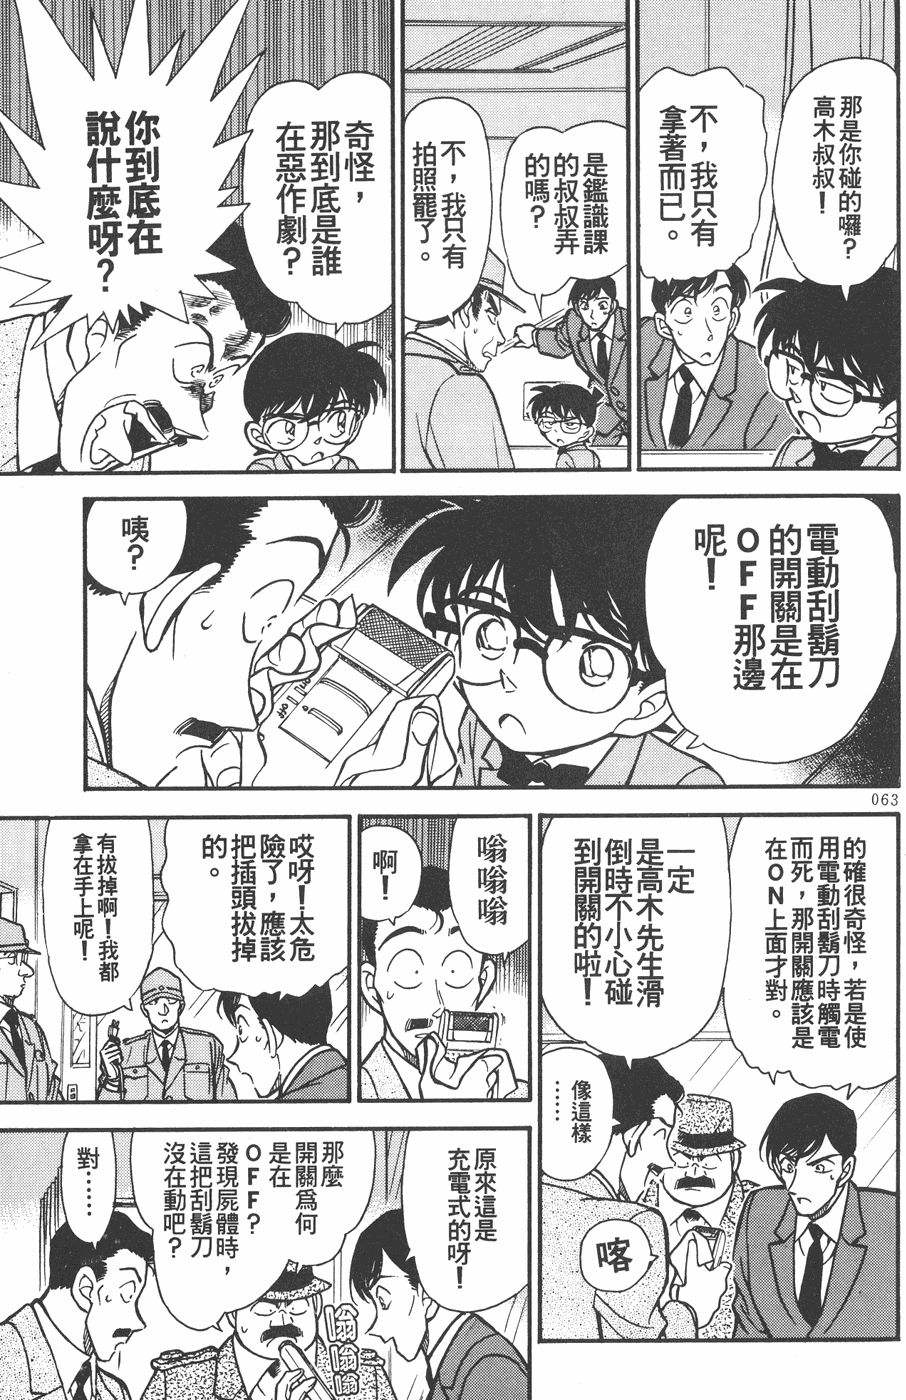 那是你碰的囉？
高木叔叔！
不，我只有
拿著而已。
是鑑識課
的叔叔弄
的嗎？
不，我只有
拍照罷了。
奇怪，
那到底是誰
在惡作劇？
你到底在
說什麼呀？
電動刮鬍刀
的開關是在
OFF那邊
呢！
咦？
063
的確很奇怪，若是使
用電動刮鬍刀時觸電
而死，那開關應該是
在ON上面才對。
一定
是高木先生滑
倒時不小心碰
到開關的啦！
像這樣
……
喀
嗡嗡嗡
啊！
哎呀！太危
險了，應該
把插頭拔掉
的。
有拔掉啊！我都
拿在手上呢！
原來這是
充電式的呀！
那麼
開關為何
是在
OFF？
發現屍體時，
這把刮鬍刀
沒在動吧？
嗡嗡嗡
對……